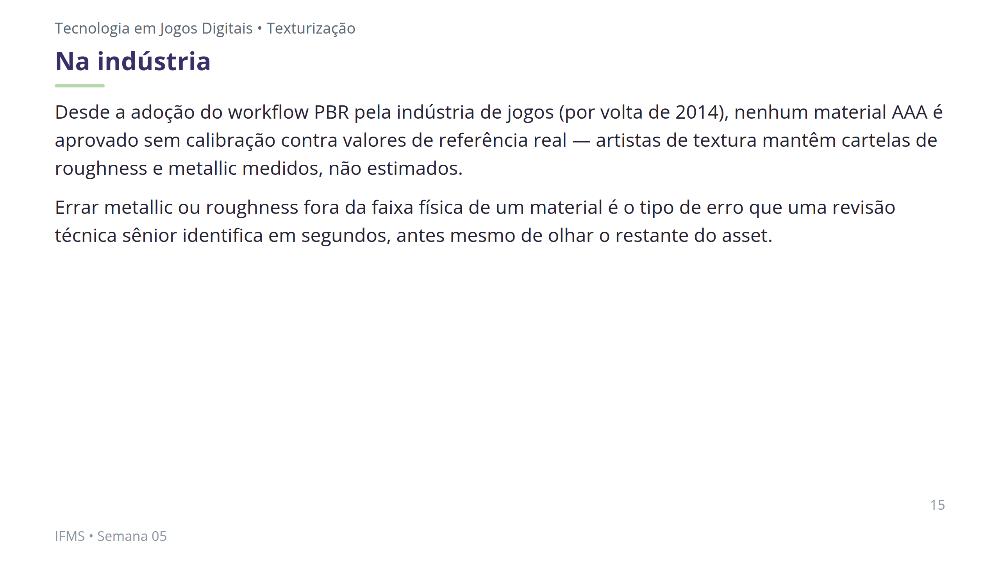 Tecnologia em Jogos Digitais • Texturização
Na indústria
Desde a adoção do workflow PBR pela indústria de jogos (por volta de 2014), nenhum material AAA é
aprovado sem calibração contra valores de referência real — artistas de textura mantêm cartelas de
roughness e metallic medidos, não estimados.
Errar metallic ou roughness fora da faixa física de um material é o tipo de erro que uma revisão
técnica sênior identifica em segundos, antes mesmo de olhar o restante do asset.
15
IFMS • Semana 05